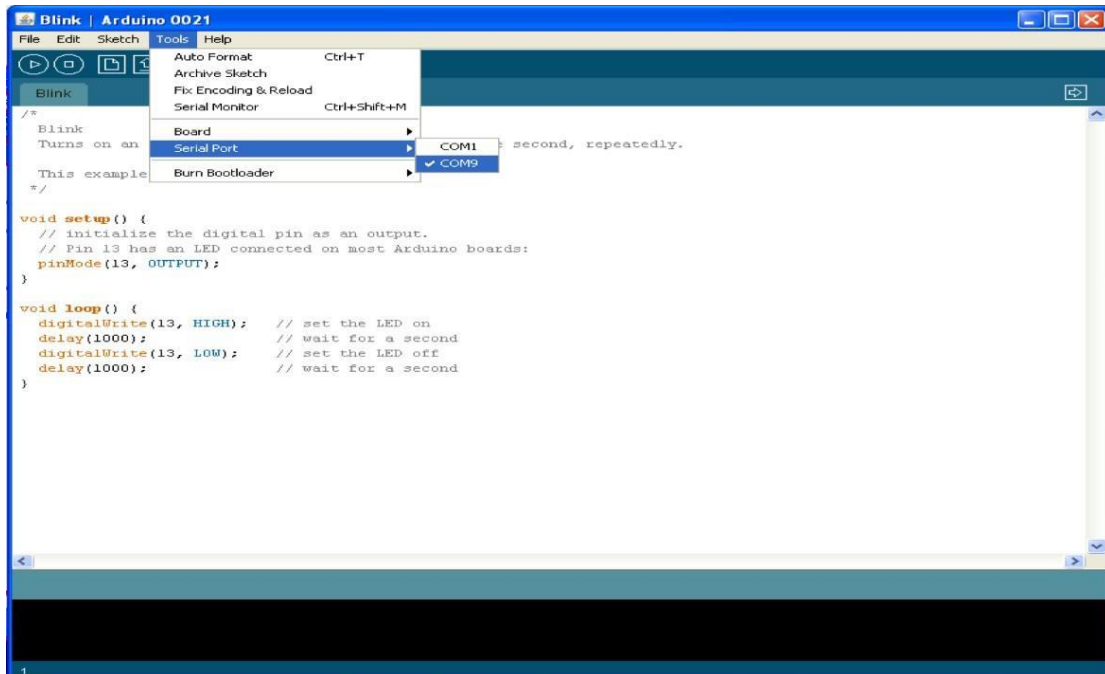 Blink | Arduino 0021
File Edit Sketch Tools Help
Auto Format Ctrl+T
Archive Sketch
Fix Encoding & Reload
Serial Monitor Ctrl+Shift+M
Board
Serial Port
Burn Bootloader
COM1
COM9
Blink
/*
Blink
Turns on an second, repeatedly.
This example
*/
void setup() {
// initialize the digital pin as an output.
// Pin 13 has an LED connected on most Arduino boards:
pinMode(13, OUTPUT);
}
void loop() {
digitalWrite(13, HIGH); // set the LED on
delay(1000); // wait for a second
digitalWrite(13, LOW); // set the LED off
delay(1000); // wait for a second
}
1